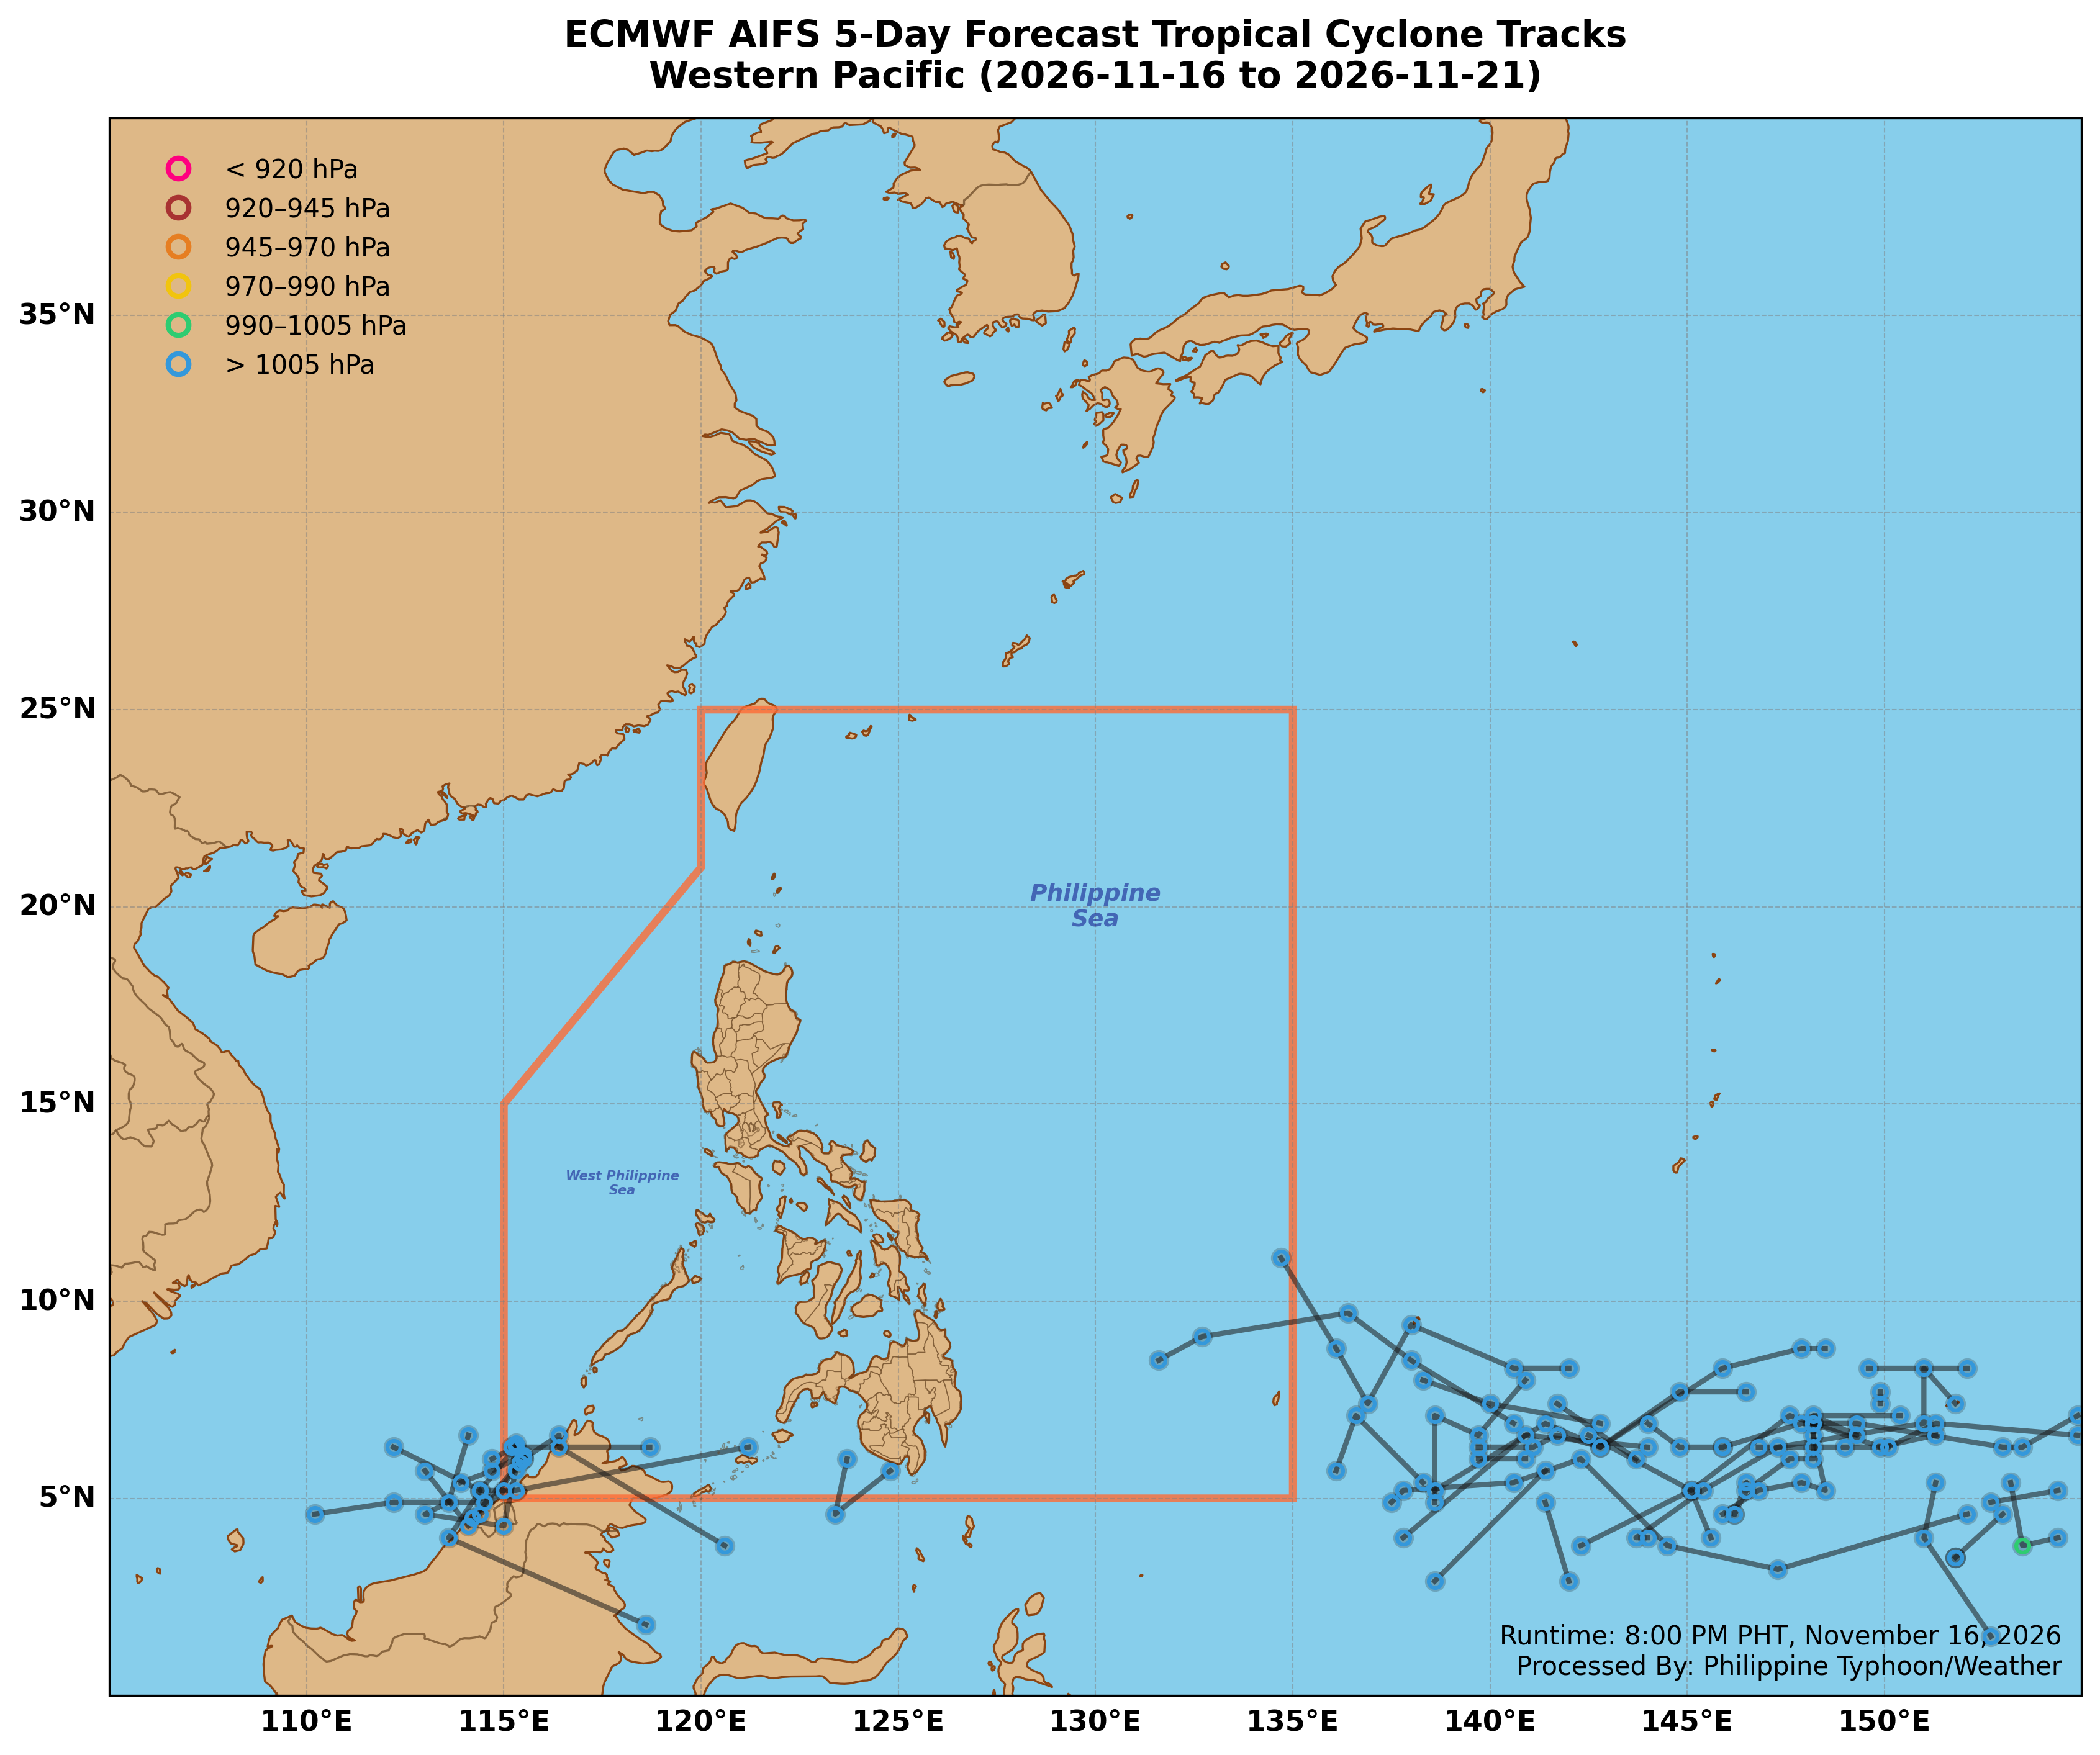 ECMWF AIFS 5-Day Forecast Tropical Cyclone Tracks
Western Pacific (2026-11-16 to 2026-11-21)
< 920 hPa
920–945 hPa
945–970 hPa
970–990 hPa
990–1005 hPa
> 1005 hPa
35°N
30°N
25°N
20°N
15°N
10°N
5°N
Philippine
Sea
West Philippine
Sea
Runtime: 8:00 PM PHT, November 16, 2026
Processed By: Philippine Typhoon/Weather
110°E
115°E
120°E
125°E
130°E
135°E
140°E
145°E
150°E